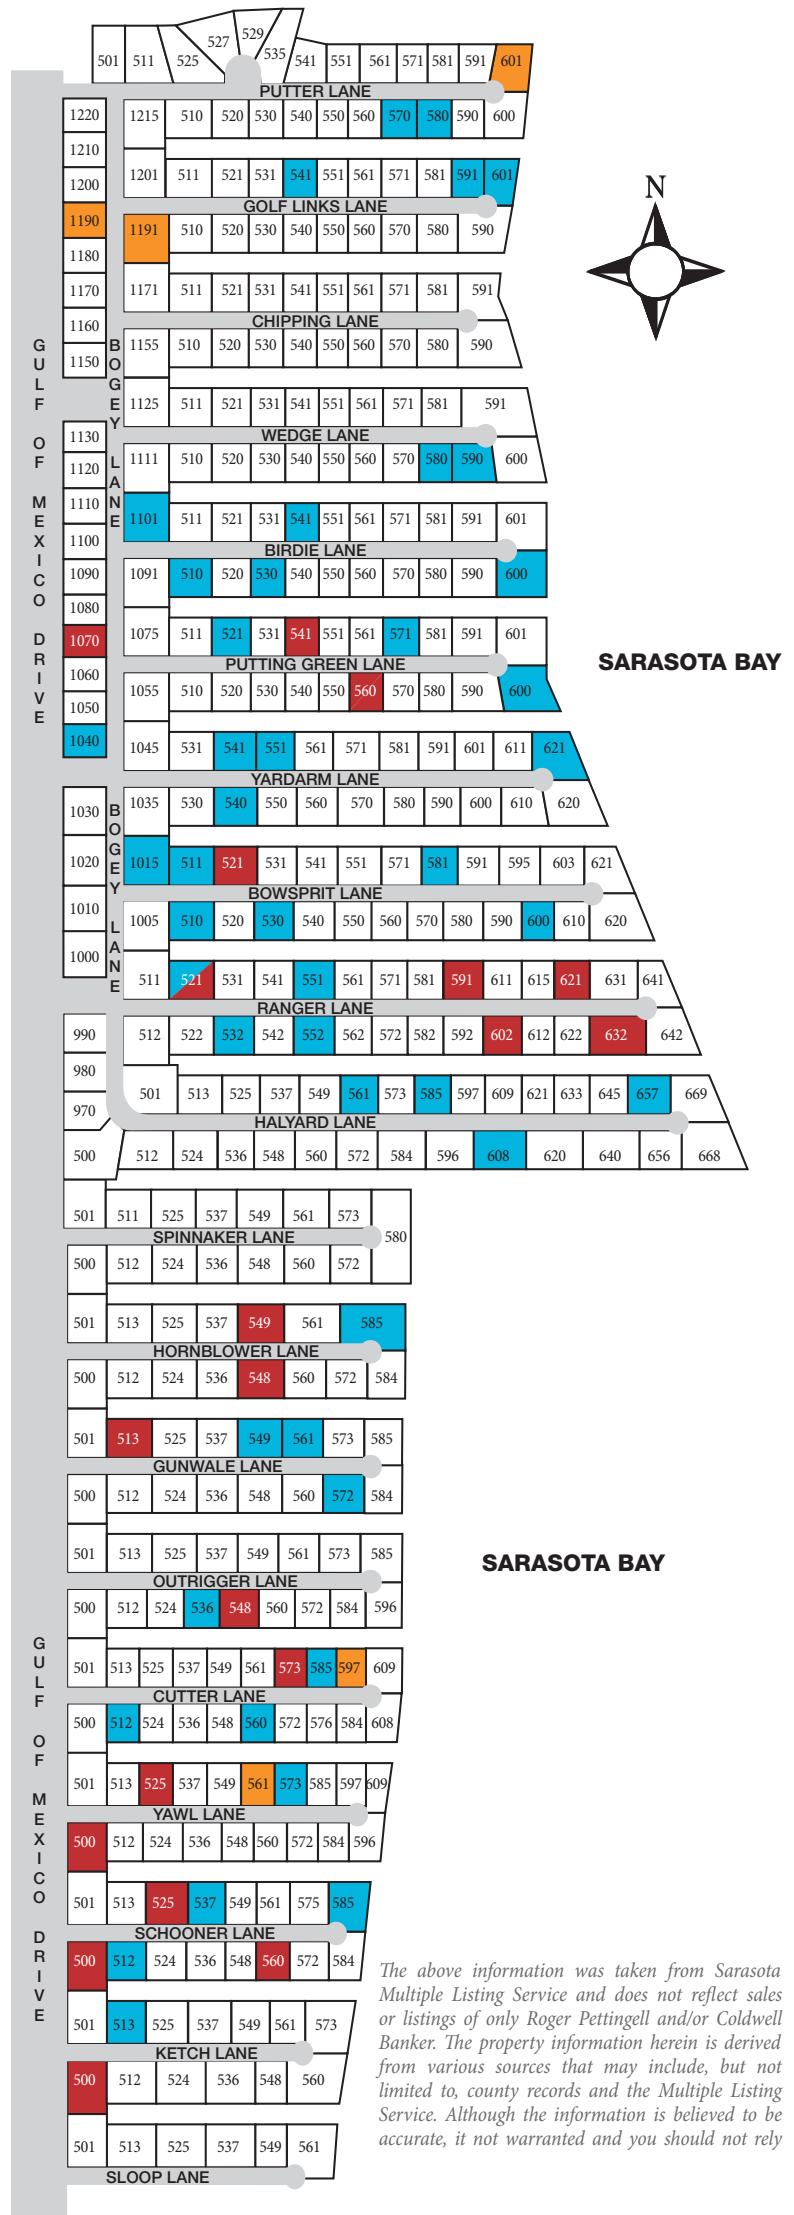 501 511 525 527 529 535 541 551 561 571 581 591 601
PUTTER LANE
1220 1215 510 520 530 540 550 560 570 580 590 600
1210
1200 1201 511 521 531 541 551 561 571 581 591 601
GOLF LINKS LANE
1190 1191 510 520 530 540 550 560 570 580 590
1180
N
1170 1171 511 521 531 541 551 561 571 581 591
CHIPPING LANE
1160
1150 1155 510 520 530 540 550 560 570 580 590
GULF OF MEXICO DRIVE
BOGEY LANE
1125 511 521 531 541 551 561 571 581 591
WEDGE LANE
1130
1120 1111 510 520 530 540 550 560 570 580 590 600
1110
1101 511 521 531 541 551 561 571 581 591 601
1100
BIRDIE LANE
1090 1091 510 520 530 540 550 560 570 580 590 600
1080
1070 1075 511 521 531 541 551 561 571 581 591 601
PUTTING GREEN LANE
SARASOTA BAY
1060
1050 1055 510 520 530 540 550 560 570 580 590 600
1040 1045 531 541 551 561 571 581 591 601 611 621
YARDARM LANE
1030 1035 530 540 550 560 570 580 590 600 610 620
BOGEY LANE
1020 1015 511 521 531 541 551 571 581 591 595 603 621
BOWSPRIT LANE
1010 1005 510 520 530 540 550 560 570 580 590 600 610 620
1000
511 521 531 541 551 561 571 581 591 611 615 621 631 641
RANGER LANE
990 512 522 532 542 552 562 572 582 592 602 612 622 632 642
980
970 501 513 525 537 549 561 573 585 597 609 621 633 645 657 669
HALYARD LANE
500 512 524 536 548 560 572 584 596 608 620 640 656 668
501 511 525 537 549 561 573 580
SPINNAKER LANE
500 512 524 536 548 560 572
501 513 525 537 549 561 585
HORNBLOWER LANE
500 512 524 536 548 560 572 584
501 513 525 537 549 561 573 585
GUNWALE LANE
500 512 524 536 548 560 572 584
501 513 525 537 549 561 573 585
SARASOTA BAY
OUTRIGGER LANE
500 512 524 536 548 560 572 584 596
GULF OF MEXICO DRIVE
501 513 525 537 549 561 573 585 597 609
CUTTER LANE
500 512 524 536 548 560 572 576 584 608
501 513 525 537 549 561 573 585 597 609
YAWL LANE
500 512 524 536 548 560 572 584 596
501 513 525 537 549 561 575 585
SCHOONER LANE
500 512 524 536 548 560 572 584
501 513 525 537 549 561 573
KETCH LANE
500 512 524 536 548 560
501 513 525 537 549 561
SLOOP LANE
The above information was taken from Sarasota
Multiple Listing Service and does not reflect sales
or listings of only Roger Pettingell and/or Coldwell
Banker. The property information herein is derived
from various sources that may include, but not
limited to, county records and the Multiple Listing
Service. Although the information is believed to be
accurate, it not warranted and you should not rely